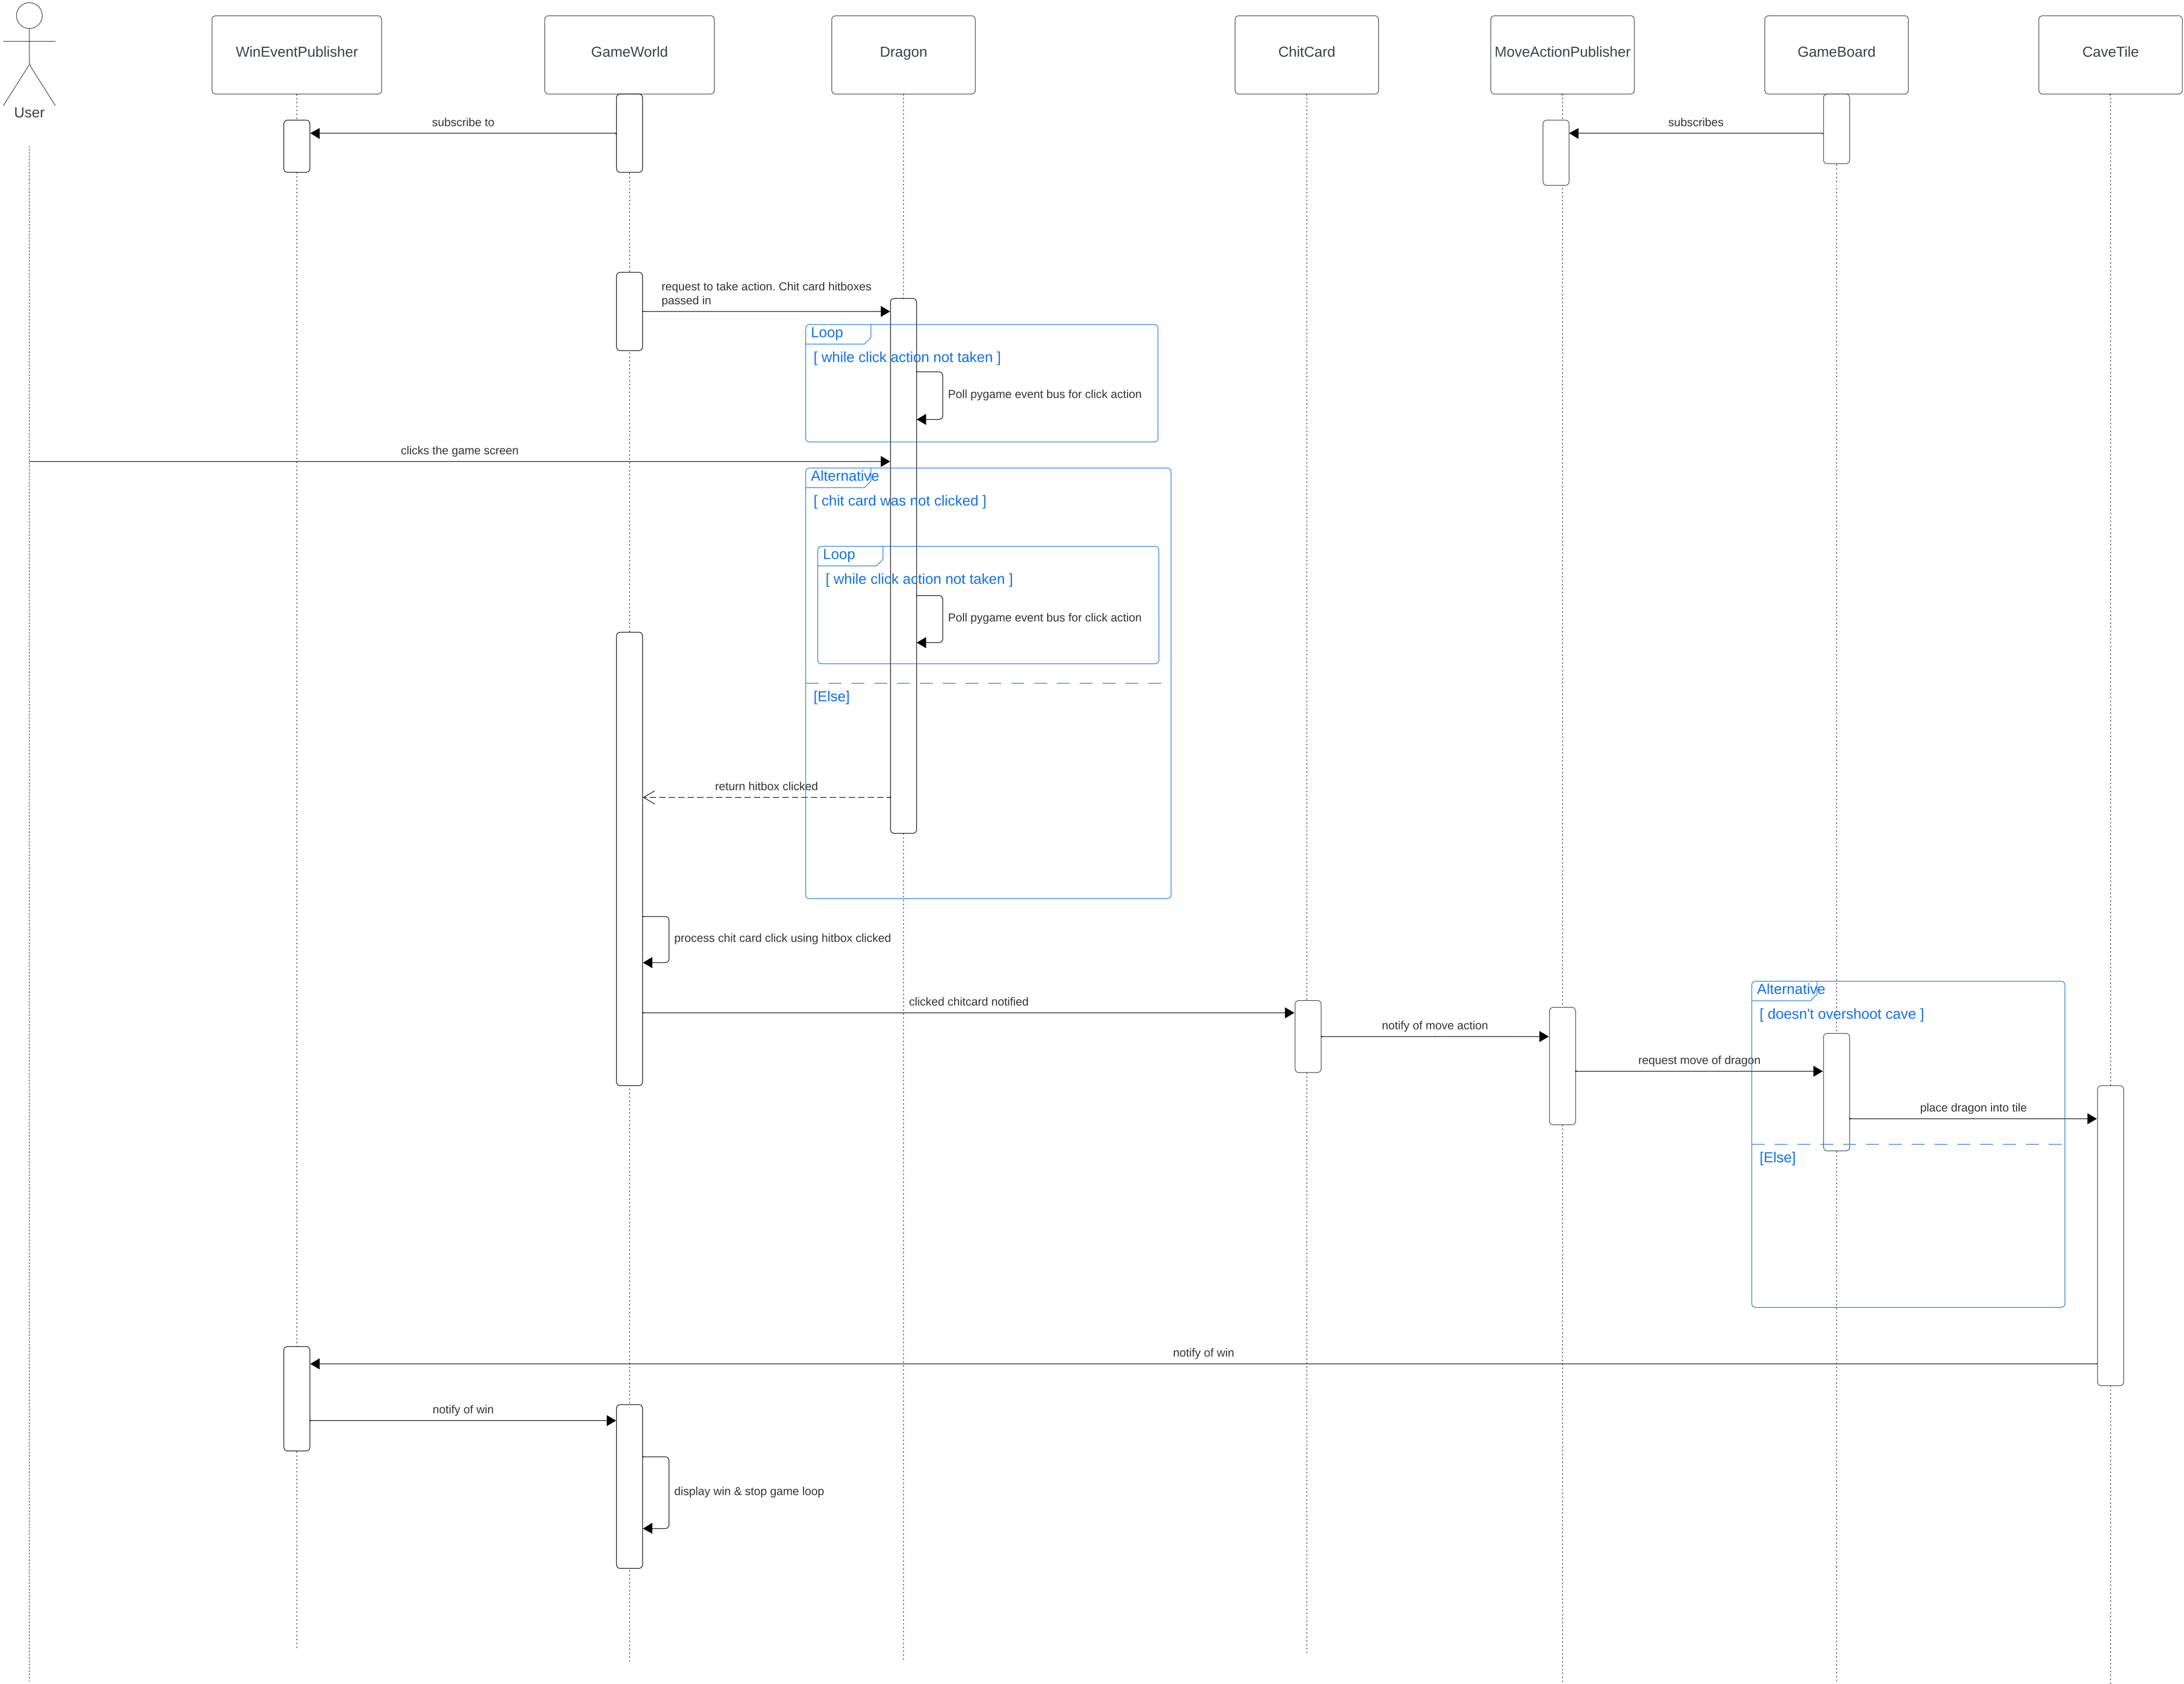 User
WinEventPublisher
GameWorld
Dragon
ChitCard
MoveActionPublisher
GameBoard
CaveTile
subscribe to
subscribes
request to take action. Chit card hitboxes
passed in
Loop
[ while click action not taken ]
Poll pygame event bus for click action
clicks the game screen
Alternative
[ chit card was not clicked ]
Loop
[ while click action not taken ]
Poll pygame event bus for click action
[Else]
return hitbox clicked
process chit card click using hitbox clicked
Alternative
clicked chitcard notified
[ doesn't overshoot cave ]
notify of move action
request move of dragon
place dragon into tile
[Else]
notify of win
notify of win
display win & stop game loop